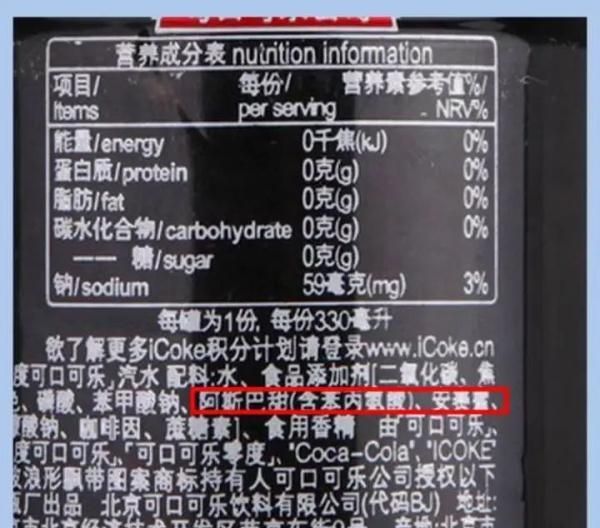 营养成分表 nutrition information
项目/ 每份/ 营养素参考值%/
Items per serving NRV%
能量/energy 0千焦(kJ) 0%
蛋白质/protein 0克(g) 0%
脂肪/fat 0克(g) 0%
碳水化合物/carbohydrate 0克(g) 0%
—— 糖/sugar 0克(g)
钠/sodium 59毫克(mg) 3%
每罐为1份, 每份330毫升
欲了解更多iCoke积分计划请登录www.iCoke.cn
度可口可乐,汽水 配料:水、食品添加剂[二氧化碳、焦
、磷酸、苯甲酸钠、阿斯巴甜(含苯丙氨酸)、安赛蜜、
酸钠、咖啡因、蔗糖素]、食用香精 由"可口可乐,
度可口可乐,"可口可乐零度","Coca-Cola","ICOKE"
浪形飘带图案商标持有人可口可乐公司授权以下
厂出品 北京可口可乐饮料有限公司(代码BJ) 地址: